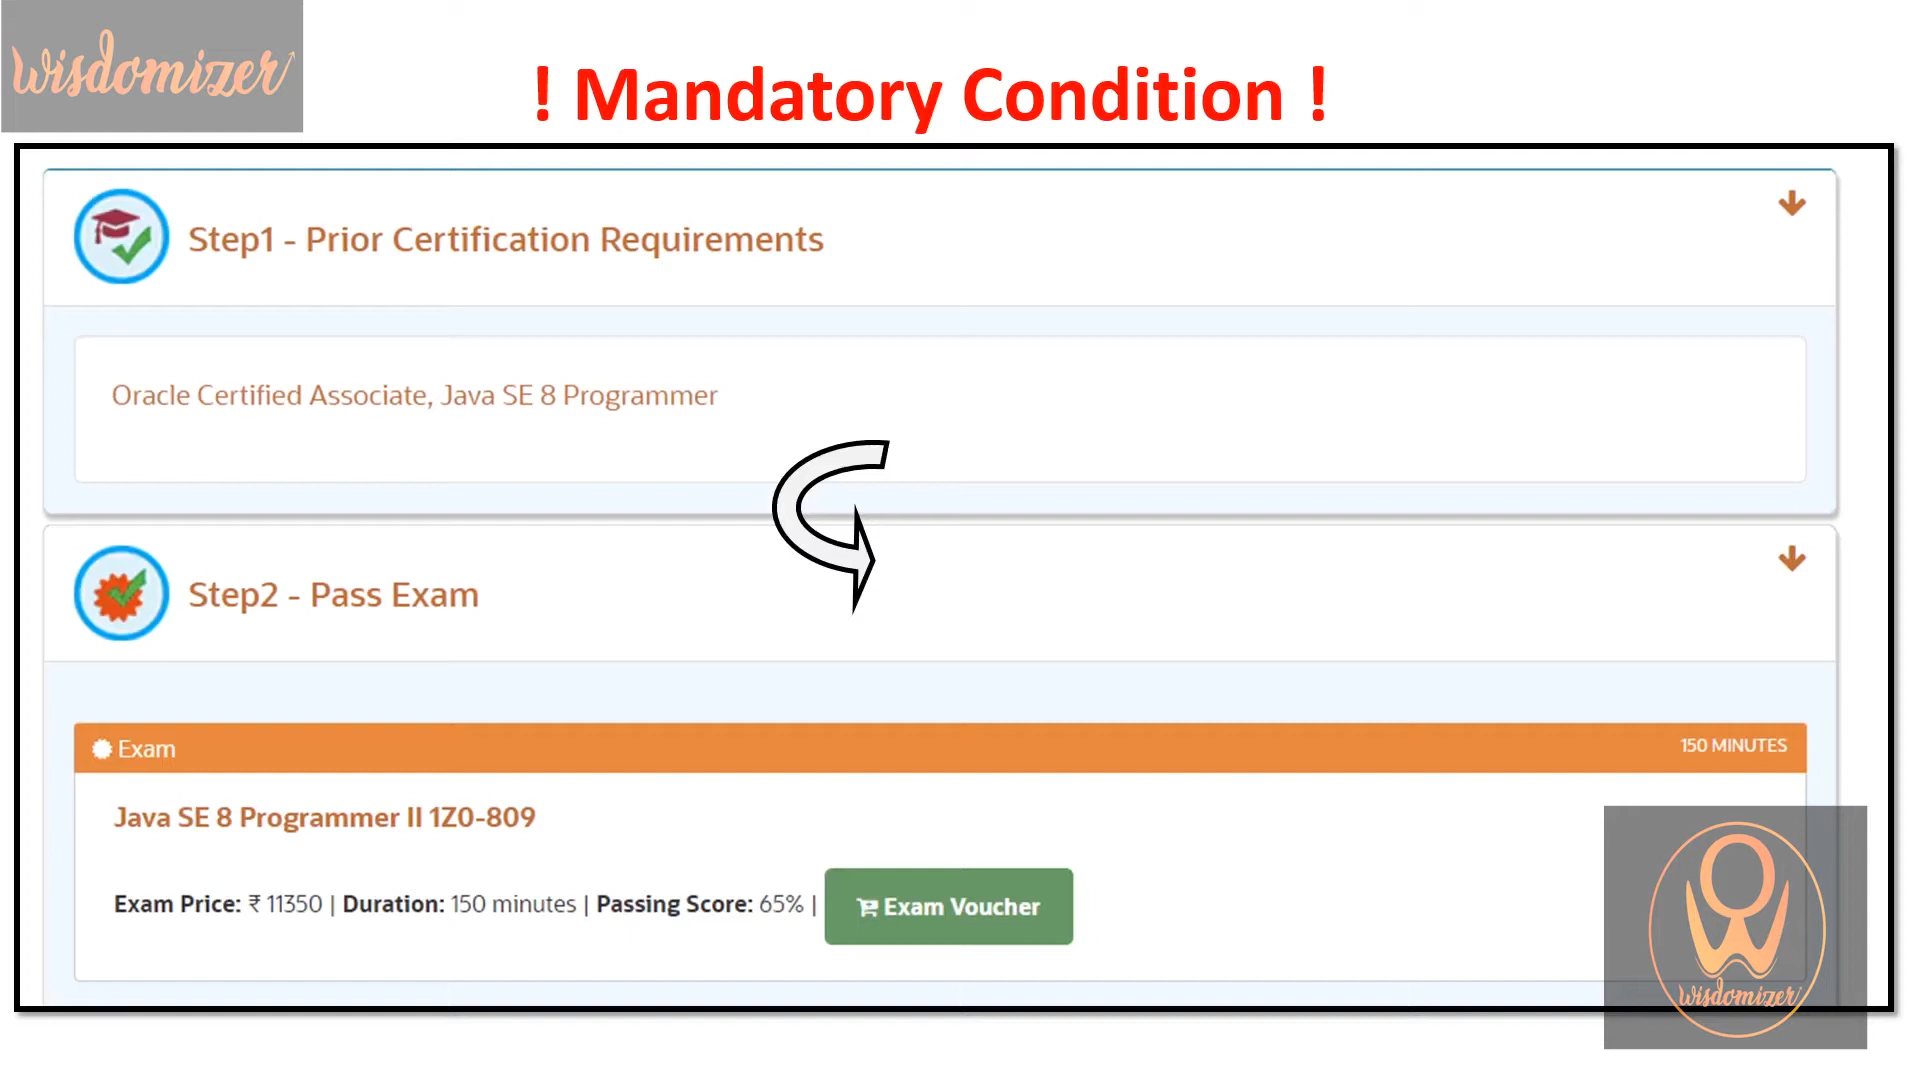 wisdomizer
! Mandatory Condition !
Step1 - Prior Certification Requirements
Oracle Certified Associate, Java SE 8 Programmer
Step2 - Pass Exam
Exam 150 MINUTES
Java SE 8 Programmer II 1Z0-809
Exam Price: ₹ 11350 | Duration: 150 minutes | Passing Score: 65% | Exam Voucher
wisdomizer